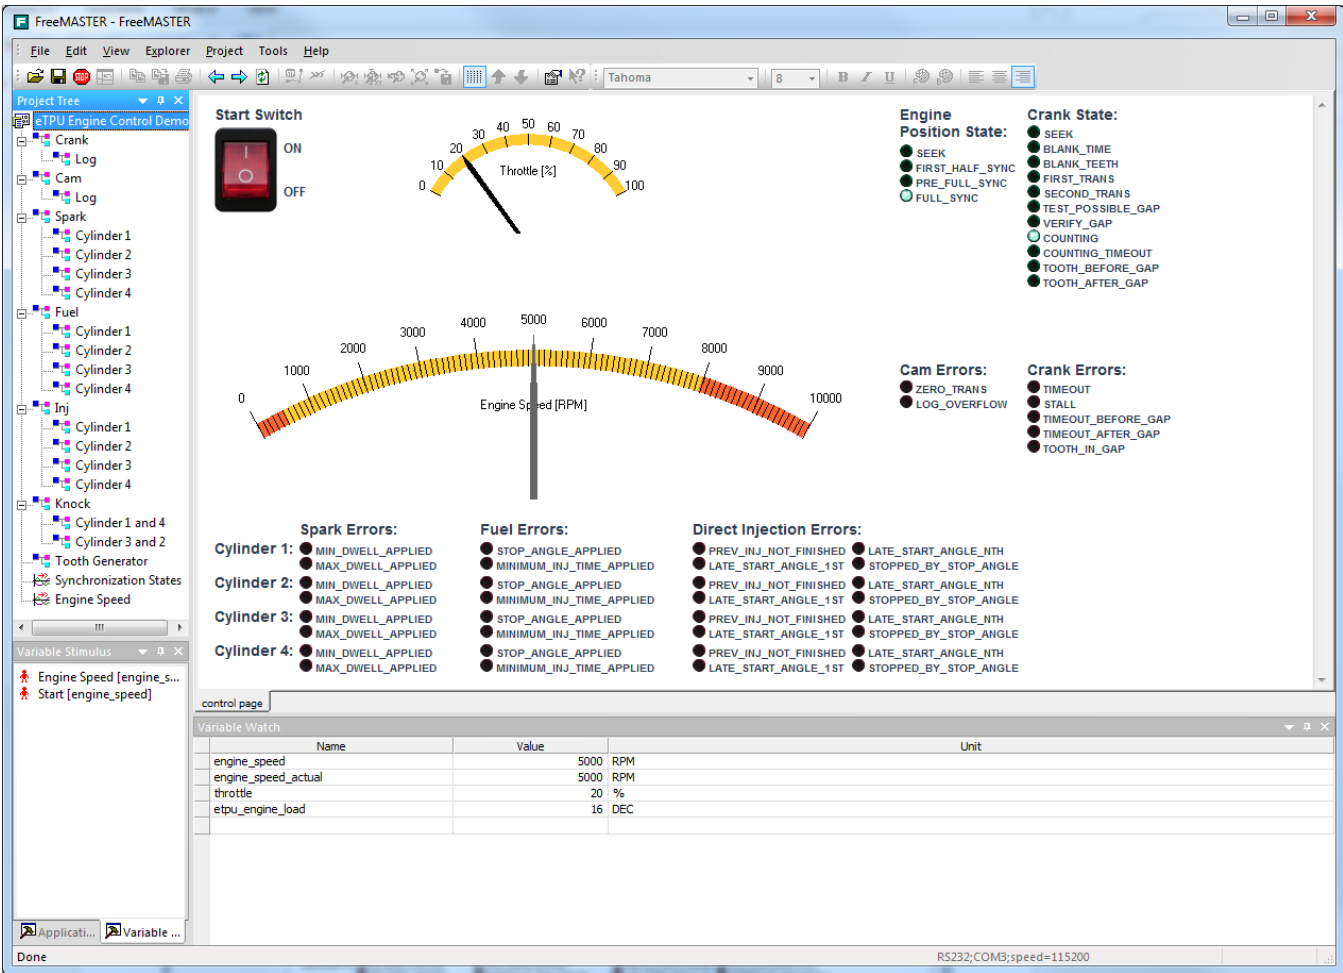 FreeMASTER - FreeMASTER
File Edit View Explorer Project Tools Help
STOP
Tahoma 8 B I U
Project Tree
eTPU Engine Control Demo
Crank
Log
Cam
Log
Spark
Cylinder 1
Cylinder 2
Cylinder 3
Cylinder 4
Fuel
Cylinder 1
Cylinder 2
Cylinder 3
Cylinder 4
Inj
Cylinder 1
Cylinder 2
Cylinder 3
Cylinder 4
Knock
Cylinder 1 and 4
Cylinder 3 and 2
Tooth Generator
Synchronization States
Engine Speed
Variable Stimulus
Engine Speed [engine_s...
Start [engine_speed]
Applicati... Variable ...
Start Switch
ON
OFF
0 10 20 30 40 50 60 70 80 90 100
Throttle [%]
Engine
Position State:
SEEK
FIRST_HALF_SYNC
PRE_FULL_SYNC
FULL_SYNC
Crank State:
SEEK
BLANK_TIME
BLANK_TEETH
FIRST_TRANS
SECOND_TRANS
TEST_POSSIBLE_GAP
VERIFY_GAP
COUNTING
COUNTING_TIMEOUT
TOOTH_BEFORE_GAP
TOOTH_AFTER_GAP
0 1000 2000 3000 4000 5000 6000 7000 8000 9000 10000
Engine Speed [RPM]
Cam Errors:
ZERO_TRANS
LOG_OVERFLOW
Crank Errors:
TIMEOUT
STALL
TIMEOUT_BEFORE_GAP
TIMEOUT_AFTER_GAP
TOOTH_IN_GAP
Spark Errors: Fuel Errors: Direct Injection Errors:
Cylinder 1: MIN_DWELL_APPLIED STOP_ANGLE_APPLIED PREV_INJ_NOT_FINISHED LATE_START_ANGLE_NTH
MAX_DWELL_APPLIED MINIMUM_INJ_TIME_APPLIED LATE_START_ANGLE_1ST STOPPED_BY_STOP_ANGLE
Cylinder 2: MIN_DWELL_APPLIED STOP_ANGLE_APPLIED PREV_INJ_NOT_FINISHED LATE_START_ANGLE_NTH
MAX_DWELL_APPLIED MINIMUM_INJ_TIME_APPLIED LATE_START_ANGLE_1ST STOPPED_BY_STOP_ANGLE
Cylinder 3: MIN_DWELL_APPLIED STOP_ANGLE_APPLIED PREV_INJ_NOT_FINISHED LATE_START_ANGLE_NTH
MAX_DWELL_APPLIED MINIMUM_INJ_TIME_APPLIED LATE_START_ANGLE_1ST STOPPED_BY_STOP_ANGLE
Cylinder 4: MIN_DWELL_APPLIED STOP_ANGLE_APPLIED PREV_INJ_NOT_FINISHED LATE_START_ANGLE_NTH
MAX_DWELL_APPLIED MINIMUM_INJ_TIME_APPLIED LATE_START_ANGLE_1ST STOPPED_BY_STOP_ANGLE
control page
Variable Watch
Name Value Unit
engine_speed 5000 RPM
engine_speed_actual 5000 RPM
throttle 20 %
etpu_engine_load 16 DEC
Done RS232;COM3;speed=115200